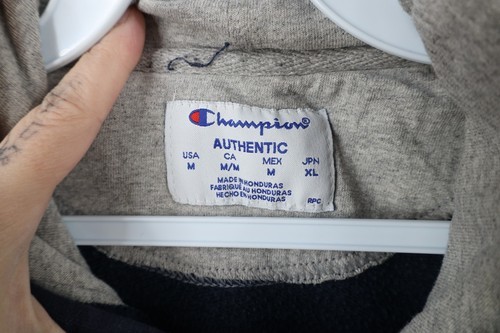 Champion®
AUTHENTIC
USA CA MEX JPN
M M/M M XL
MADE IN HONDURAS
FABRIQUÉ AU HONDURAS
HECHO EN HONDURAS
RPC